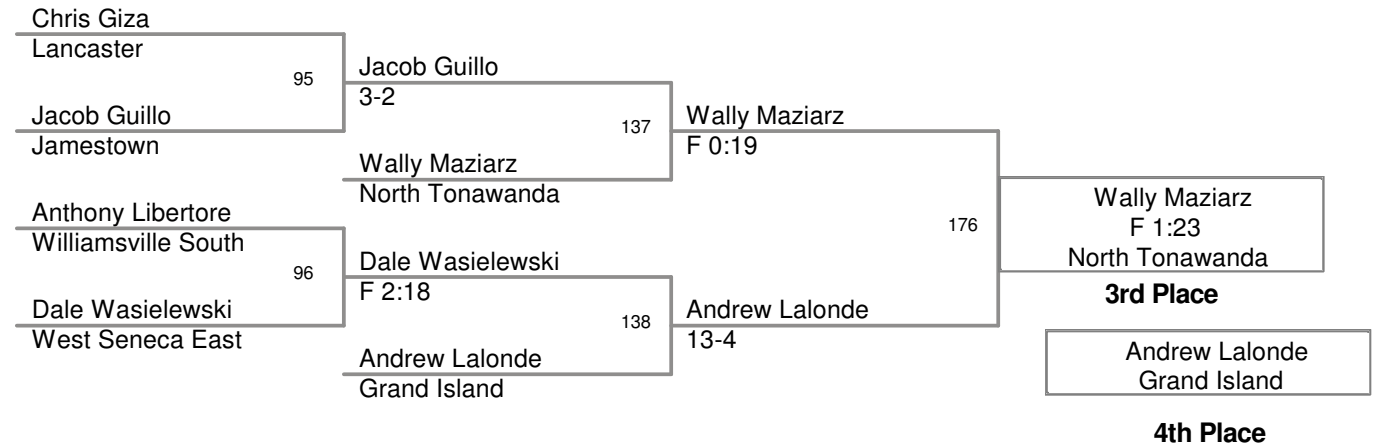 Chris Giza
Lancaster
95
Jacob Guillo
3-2
Jacob Guillo
Jamestown
137
Wally Maziarz
F 0:19
Wally Maziarz
North Tonawanda
Anthony Libertore
Williamsville South
176
Wally Maziarz
F 1:23
North Tonawanda
3rd Place
96
Dale Wasielewski
F 2:18
Dale Wasielewski
West Seneca East
138
Andrew Lalonde
13-4
Andrew Lalonde
Grand Island
Andrew Lalonde
Grand Island
4th Place